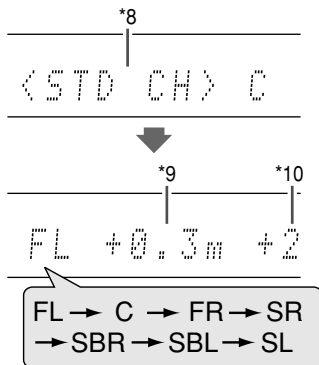 *8
<STD CH> C
*9 *10
FL +0.3m +2
FL → C → FR → SR
→ SBR → SBL → SL